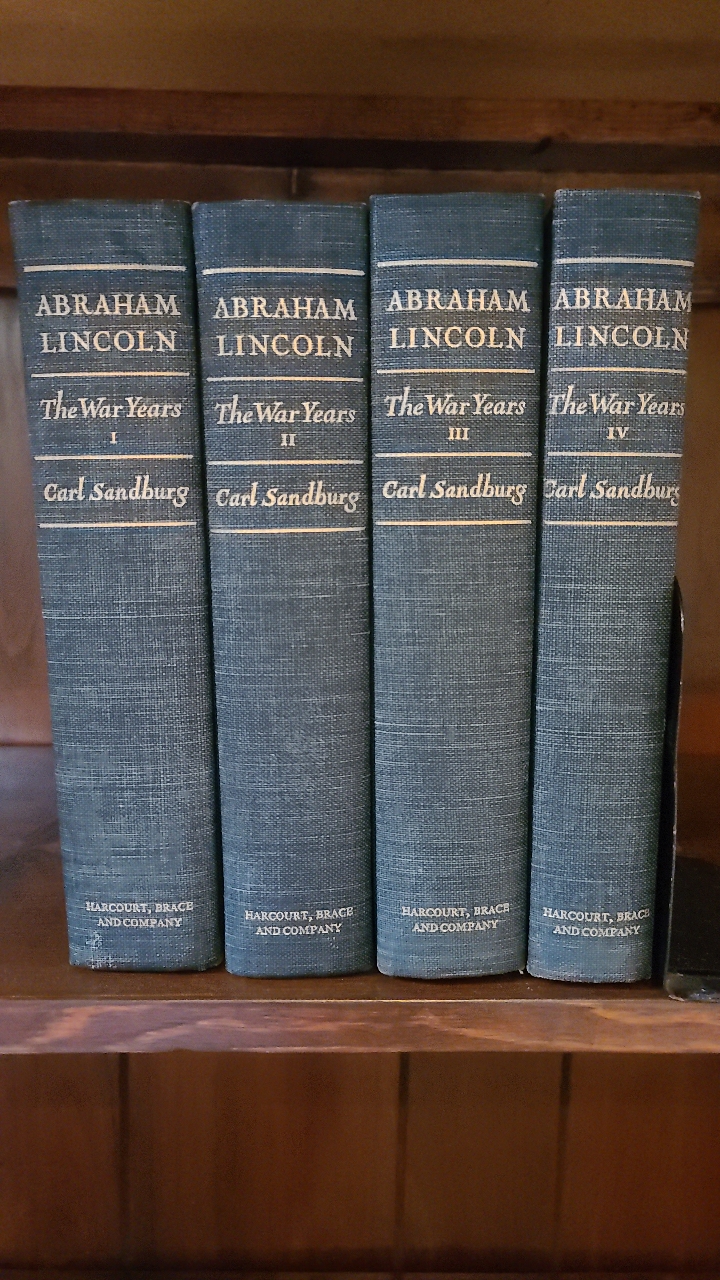 ABRAHAM
LINCOLN
The War Years
I
Carl Sandburg
HARCOURT, BRACE
AND COMPANY
ABRAHAM
LINCOLN
The War Years
II
Carl Sandburg
HARCOURT, BRACE
AND COMPANY
ABRAHAM
LINCOLN
The War Years
III
Carl Sandburg
HARCOURT, BRACE
AND COMPANY
ABRAHAM
LINCOLN
The War Years
IV
Carl Sandburg
HARCOURT, BRACE
AND COMPANY